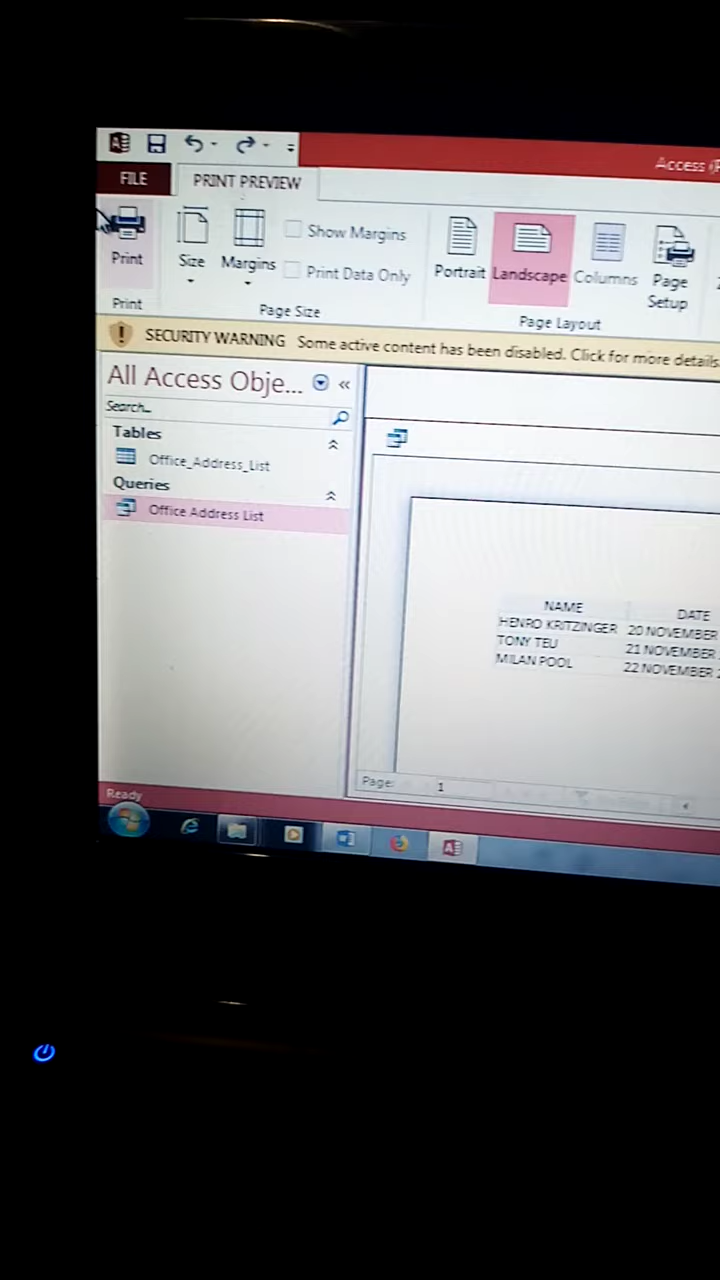 Access
FILE PRINT PREVIEW
Print Size Margins Show Margins Print Data Only Portrait Landscape Columns Page Setup
Print Page Size Page Layout
SECURITY WARNING Some active content has been disabled. Click for more details.
All Access Obje... «
Search...
Tables
Office_Address_List
Queries
Office Address List
NAME DATE
HENRO KRITZINGER 20 NOVEMBER
TONY TEU 21 NOVEMBER
MILAN POOL 22 NOVEMBER
Page: 1
Ready